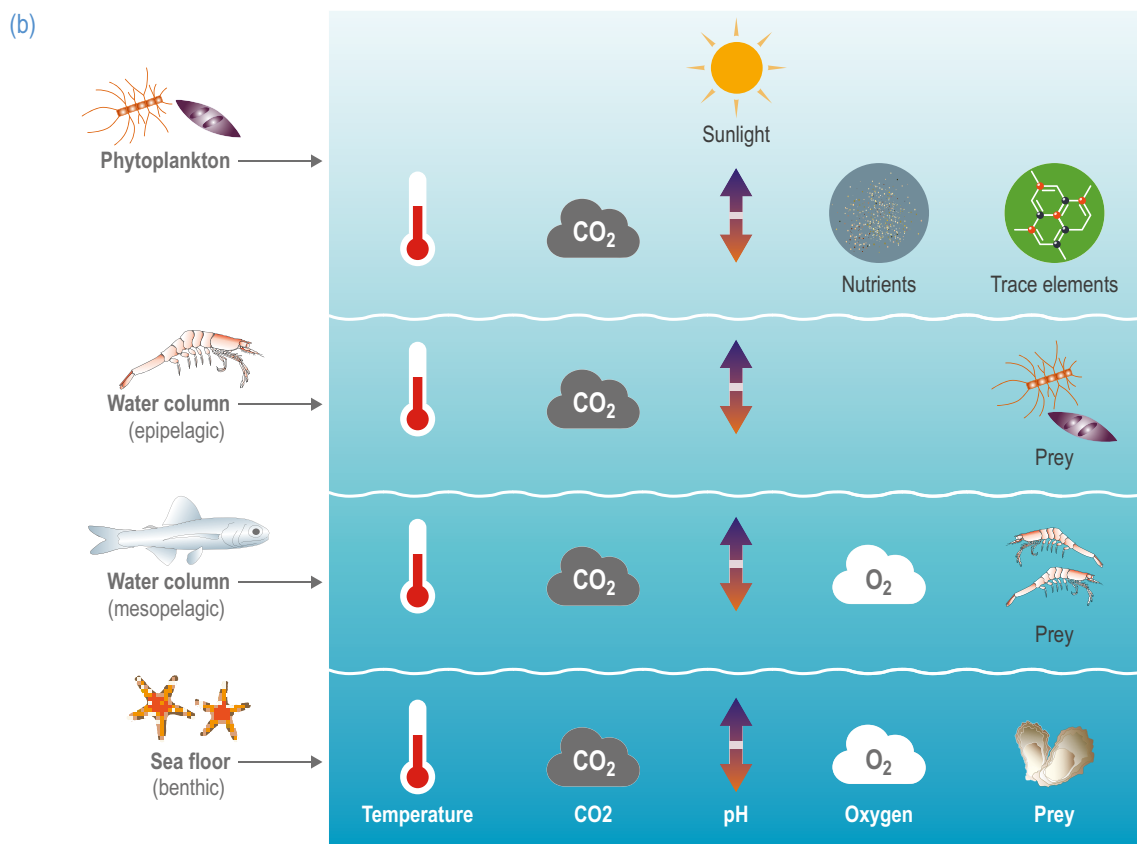 (b)
Sunlight
Phytoplankton
CO₂
Nutrients
Trace elements
Water column
(epipelagic)
CO₂
Prey
Water column
(mesopelagic)
CO₂
O₂
Prey
Sea floor
(benthic)
CO₂
O₂
Temperature
CO2
pH
Oxygen
Prey